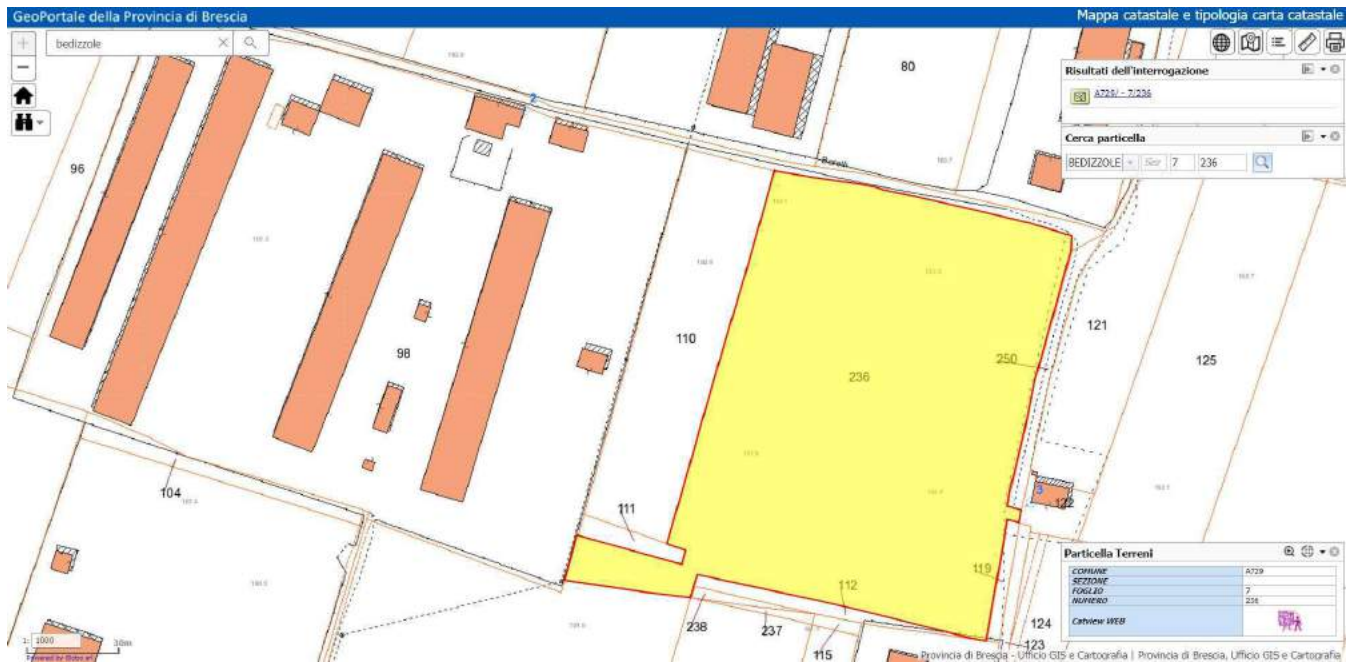 GeoPortale della Provincia di Brescia
Mappa catastale e tipologia carta catastale
bedizzole
Risultati dell'interrogazione
A729/ - 7/236
Cerca particella
BEDIZZOLE Sez 7 236
80
96
2
110
121
125
98
236
250
104
111
3
122
119
112
238
237
115
124
123
Particella Terreni
COMUNE A729
SEZIONE
FOGLIO 7
NUMERO 236
Catview WEB
1: 1000
30m
Provincia di Brescia - Ufficio GIS e Cartografia | Provincia di Brescia, Ufficio GIS e Cartografia